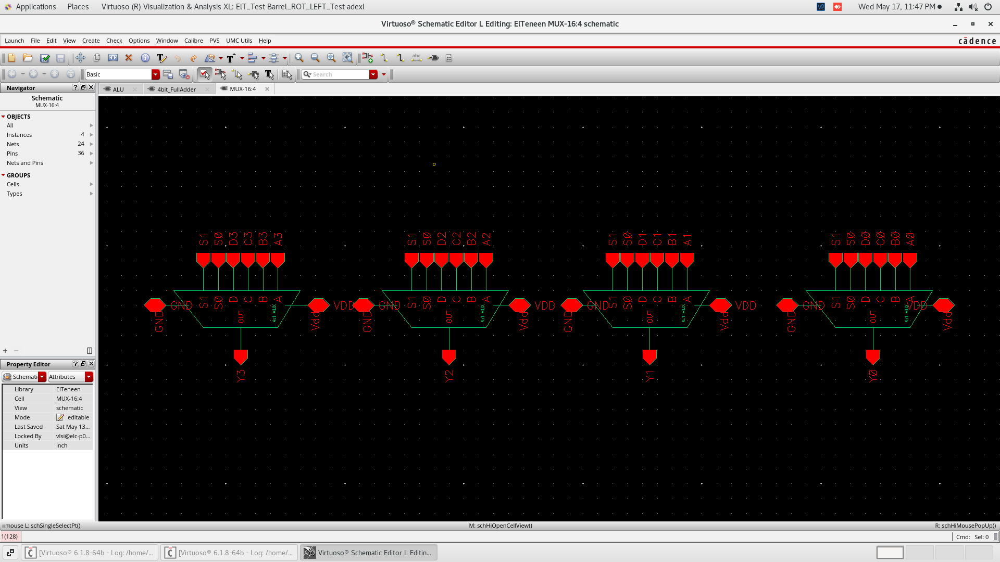 Applications Places Virtuoso (R) Visualization & Analysis XL: ElT_Test Barrel_ROT_LEFT_Test adexl Wed May 17, 11:47 PM
Virtuoso® Schematic Editor L Editing: ElTeneen MUX-16:4 schematic
Launch File Edit View Create Check Options Window Calibre PVS UMC Utils Help cādence
Basic Search
Navigator
ALU 4bit_FullAdder MUX-16:4
Schematic
MUX-16:4
OBJECTS
All
Instances 4
Nets 24
Pins 36
Nets and Pins
GROUPS
Cells
Types
S1 S0 D3 C3 B3 A3 S1 S0 D2 C2 B2 A2 S1 S0 D1 C1 B1 A1 S1 S0 D0 C0 B0 A0
GND S1 S0 D C B A VDD GND S1 S0 D C B A VDD GND S1 S0 D C B A VDD GND S1 S0 D C B A VDD
GND OUT 4:1 MUX Vdd GND OUT 4:1 MUX Vdd GND OUT 4:1 MUX Vdd GND OUT 4:1 MUX Vdd
Y3 Y2 Y1 Y0
Property Editor
Schemati Attributes
Library ElTeneen
Cell MUX-16:4
View schematic
Mode editable
Last Saved Sat May 13...
Locked By vlsi@elc-p0...
Units inch
mouse L: schSingleSelectPt() M: schHiOpenCellView() R: schHiMousePopUp()
1(128) Cmd: Sel: 0
[Virtuoso® 6.1.8-64b - Log: /home/... [Virtuoso® 6.1.8-64b - Log: /home/... Virtuoso® Schematic Editor L Editin...